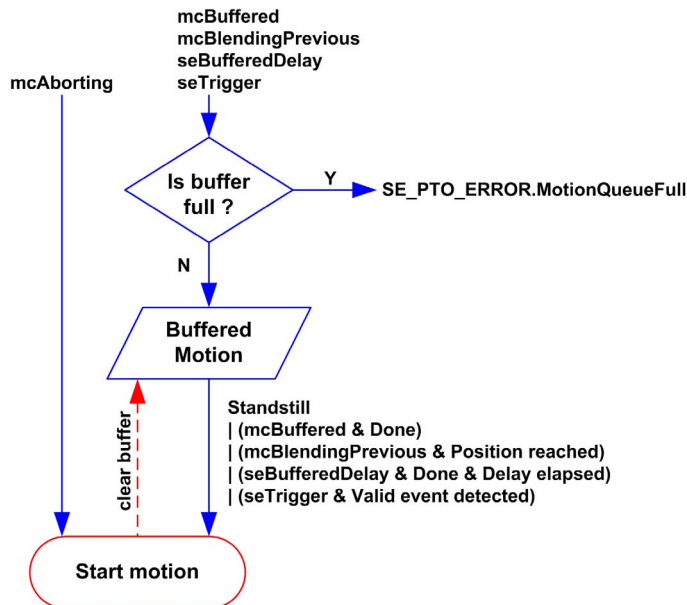 mcBuffered
mcBlendingPrevious
seBufferedDelay
seTrigger
mcAborting
Is buffer
full ?
Y
SE_PTO_ERROR.MotionQueueFull
N
Buffered
Motion
clear buffer
Standstill
| (mcBuffered & Done)
| (mcBlendingPrevious & Position reached)
| (seBufferedDelay & Done & Delay elapsed)
| (seTrigger & Valid event detected)
Start motion